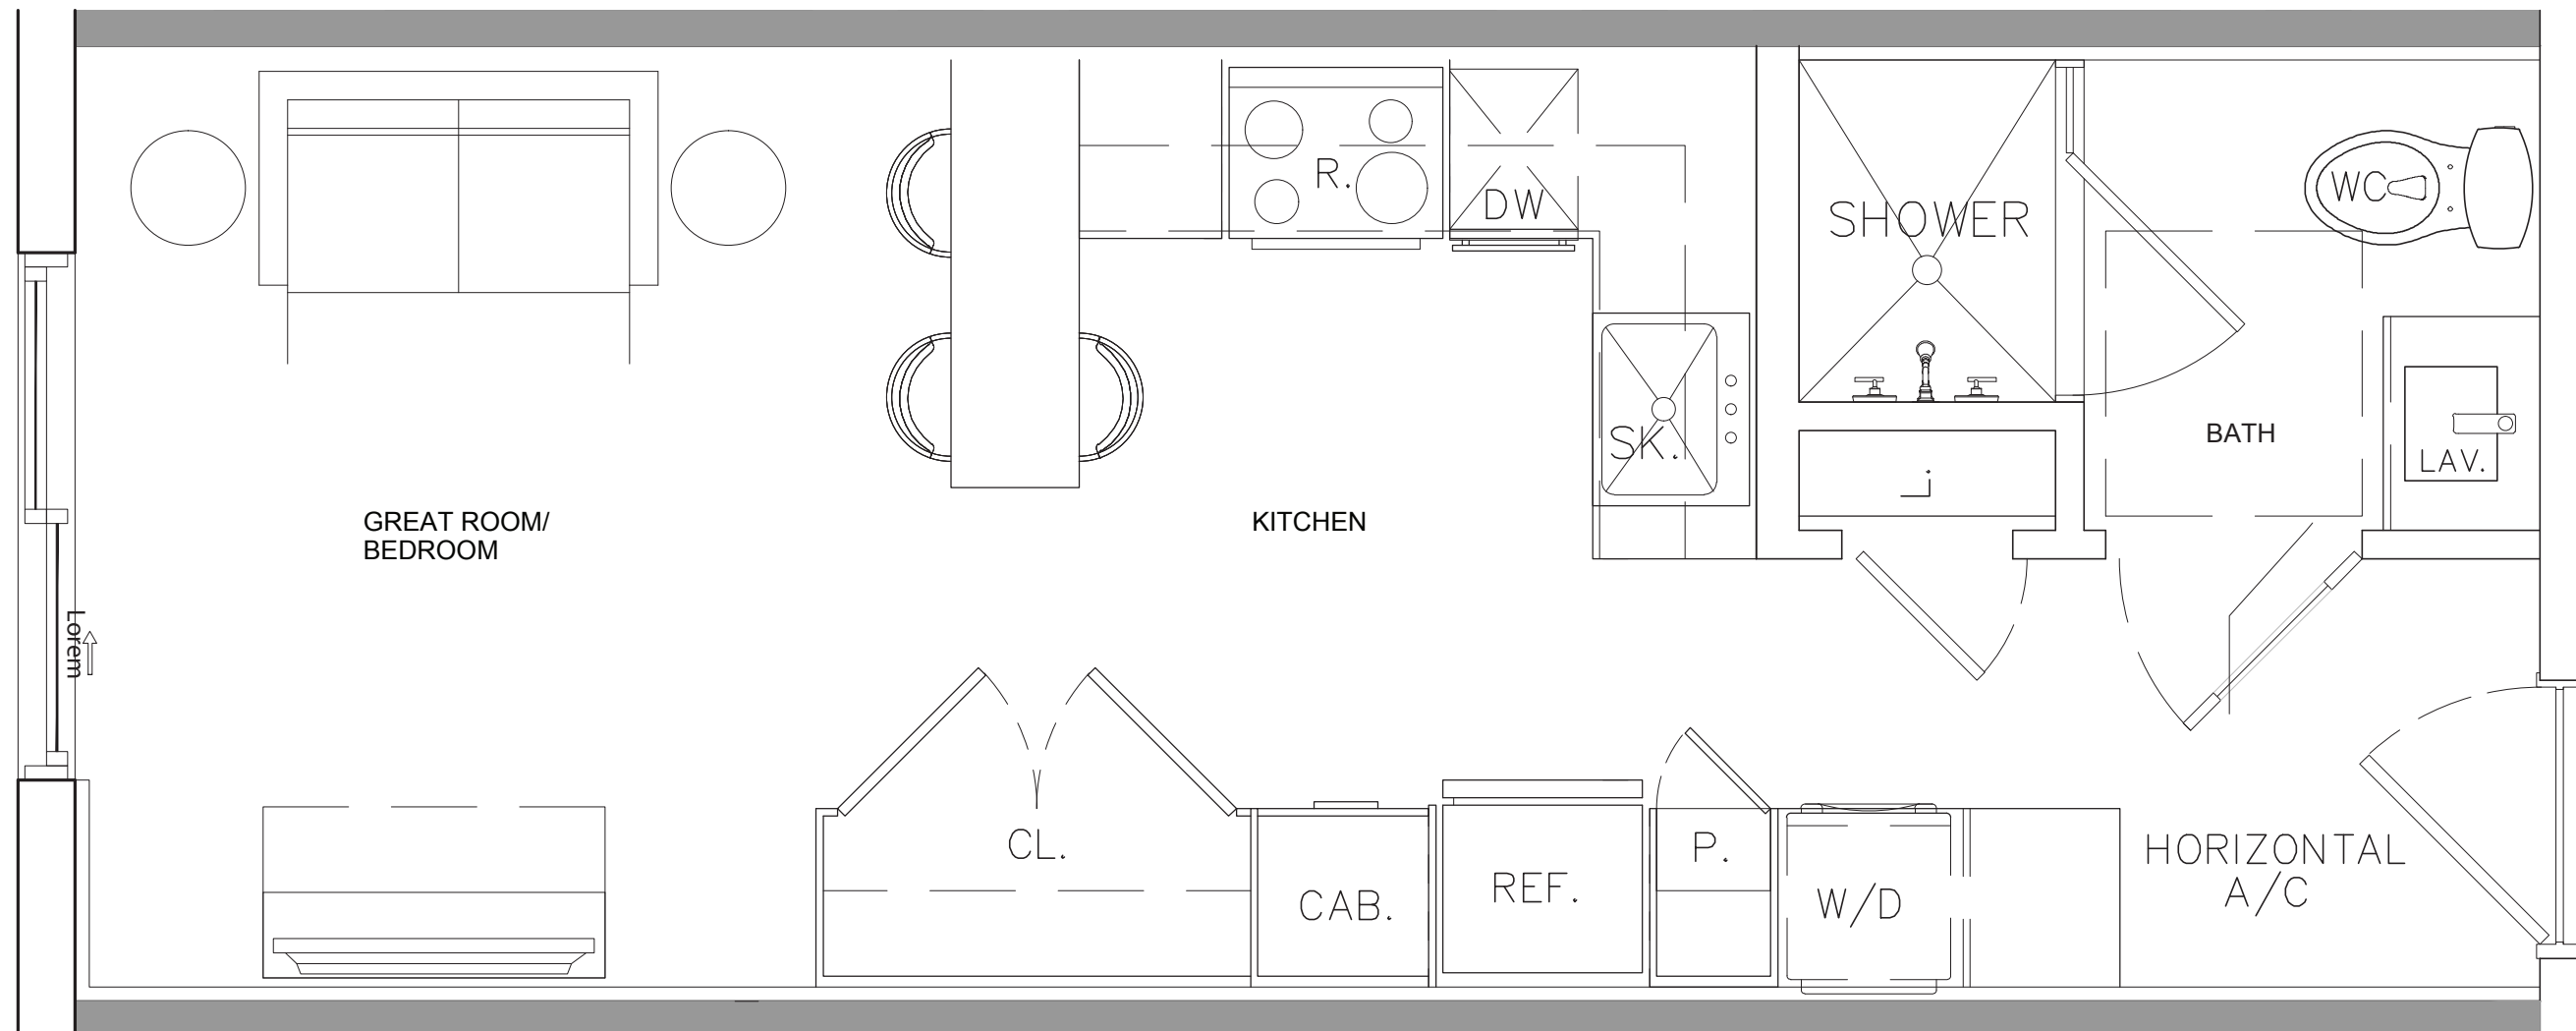 R.
DW
SHOWER
WC
SK.
BATH
LAV.
GREAT ROOM/
BEDROOM
KITCHEN
Lorem
CL.
CAB.
REF.
P.
W/D
HORIZONTAL
A/C